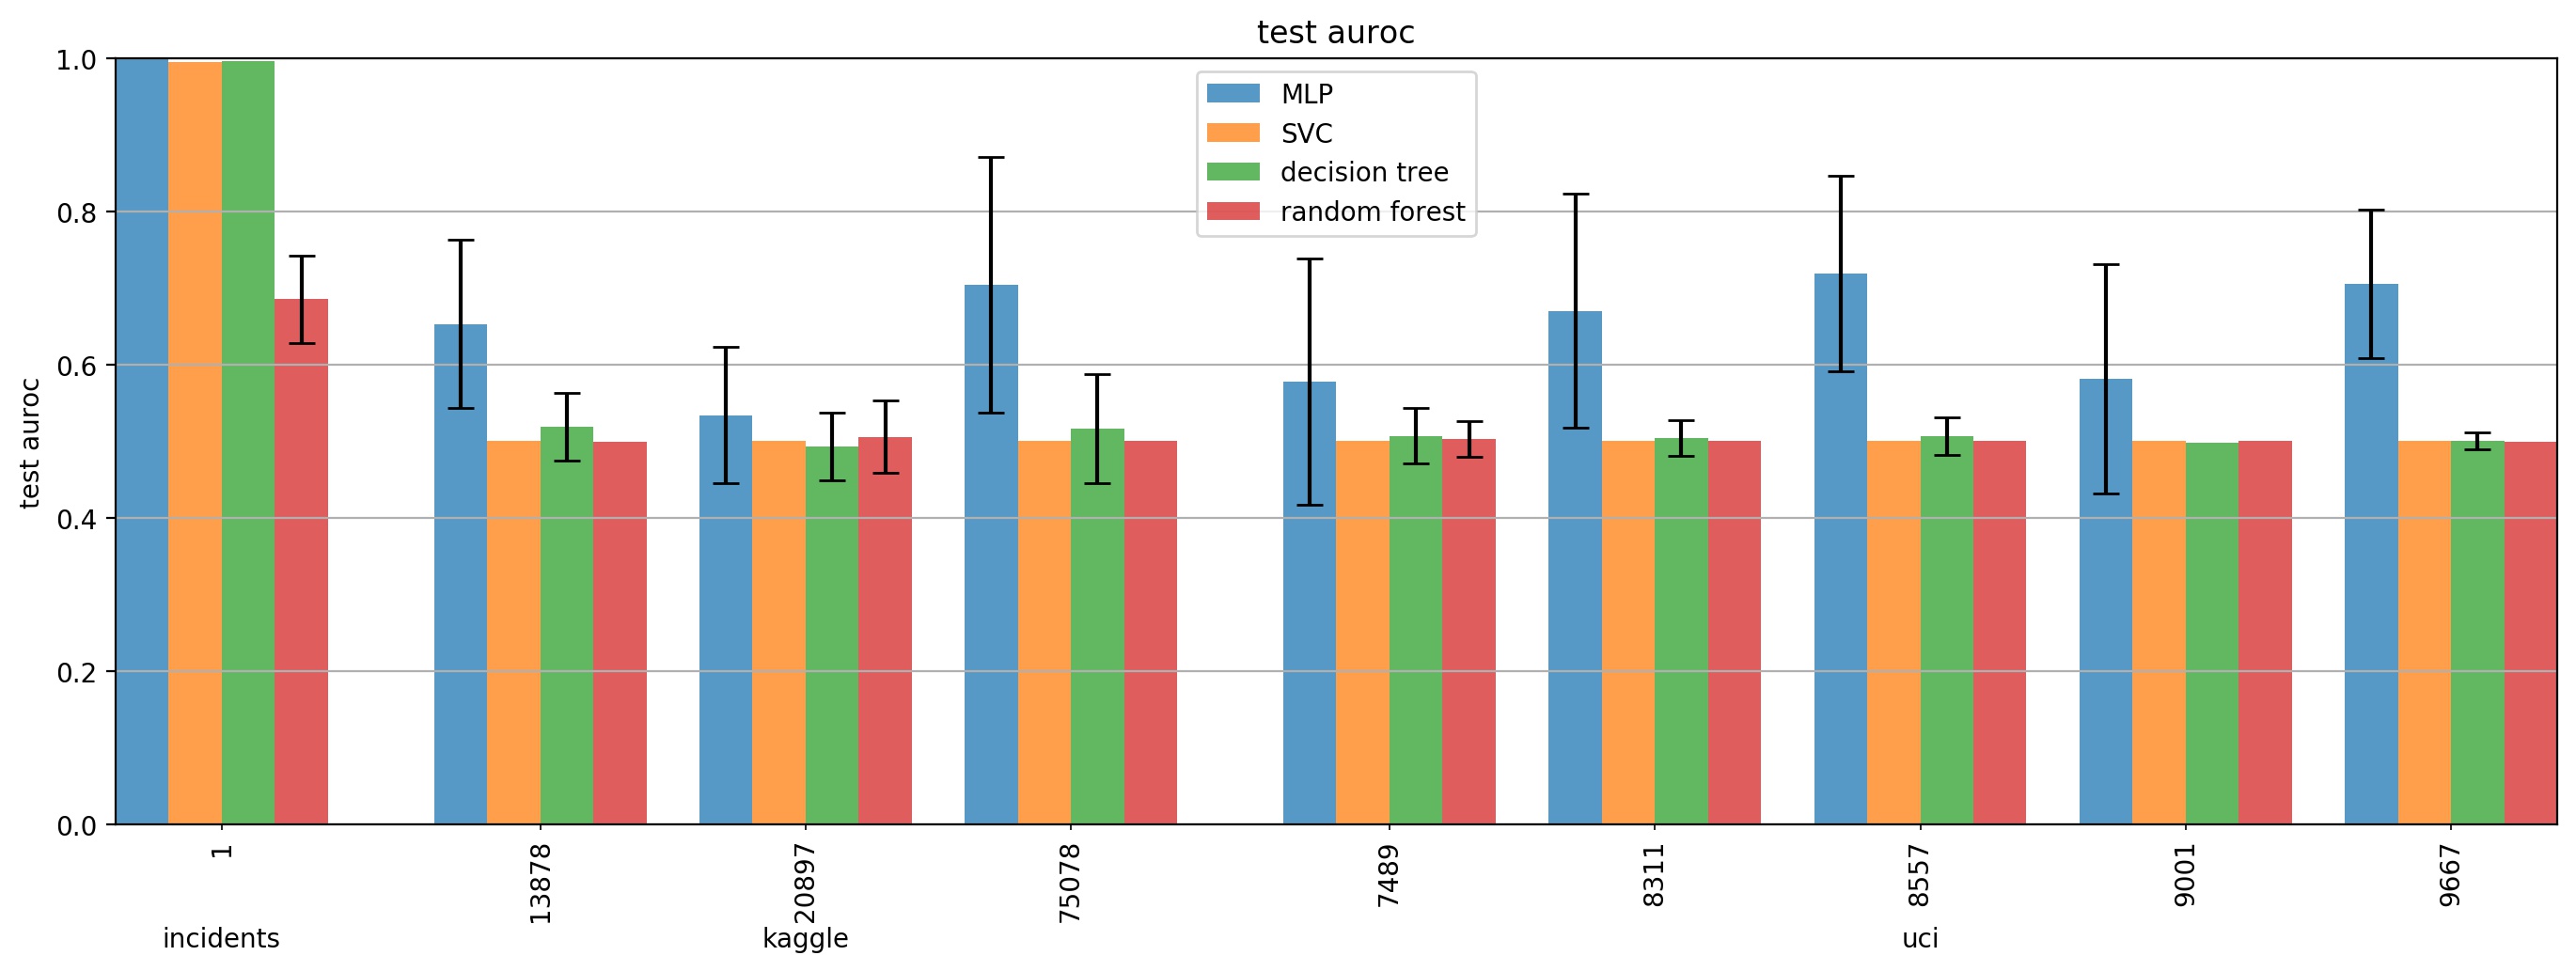 test auroc
test auroc
1.0
0.8
0.6
0.4
0.2
0.0
MLP
SVC
decision tree
random forest
1
13878
20897
75078
7489
8311
8557
9001
9667
incidents
kaggle
uci